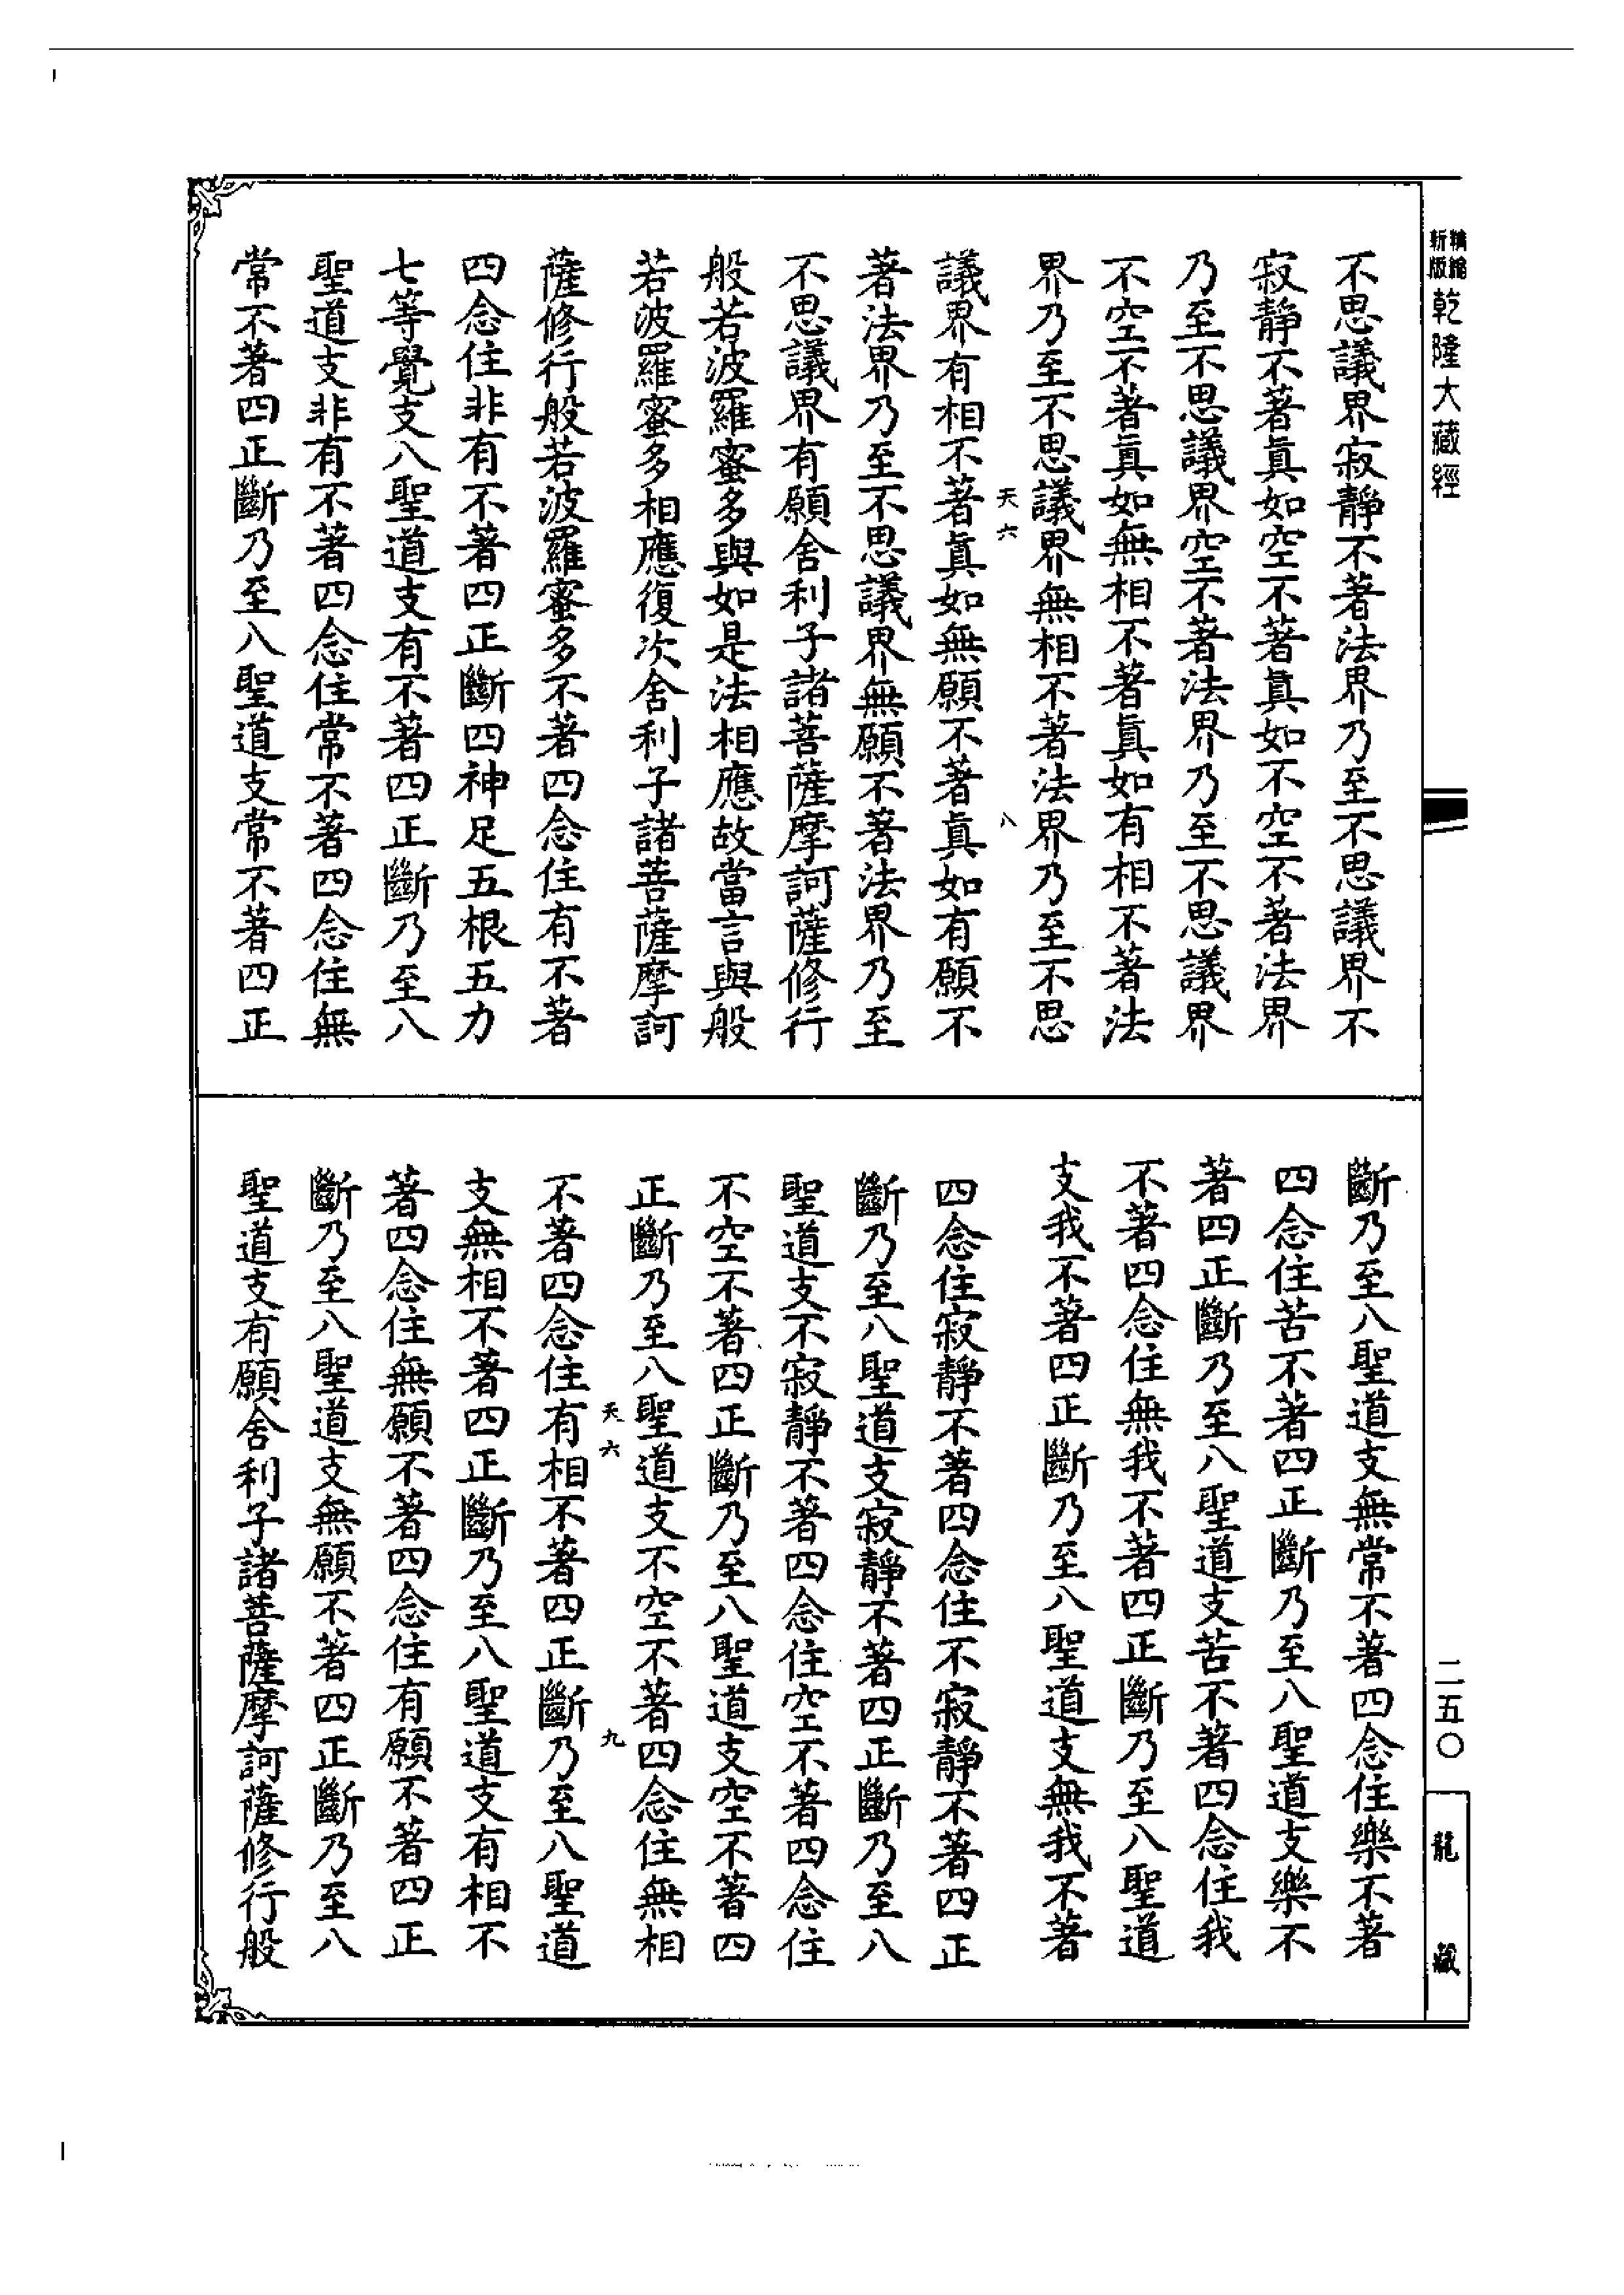 精縮新版乾隆大藏經
不思議界寂靜不著法界乃至不思議界不
寂靜不著真如空不著真如不空不著法界
乃至不思議界空不著法界乃至不思議界
不空不著真如無相不著真如有相不著法
界乃至不思議界無相不著法界乃至不思
天六
八
議界有相不著真如無願不著真如有願不
著法界乃至不思議界無願不著法界乃至
不思議界有願舍利子諸菩薩摩訶薩修行
般若波羅蜜多與如是法相應故當言與般
若波羅蜜多相應復次舍利子諸菩薩摩訶
薩修行般若波羅蜜多不著四念住有不著
四念住非有不著四正斷四神足五根五力
七等覺支八聖道支有不著四正斷乃至八
聖道支非有不著四念住常不著四念住無
常不著四正斷乃至八聖道支常不著四正
斷乃至八聖道支無常不著四念住樂不著
四念住苦不著四正斷乃至八聖道支樂不
著四正斷乃至八聖道支苦不著四念住我
不著四念住無我不著四正斷乃至八聖道
支我不著四正斷乃至八聖道支無我不著
四念住寂靜不著四念住不寂靜不著四正
斷乃至八聖道支寂靜不著四正斷乃至八
聖道支不寂靜不著四念住空不著四念住
不空不著四正斷乃至八聖道支空不著四
正斷乃至八聖道支不空不著四念住無相
天六
九
不著四念住有相不著四正斷乃至八聖道
支無相不著四正斷乃至八聖道支有相不
著四念住無願不著四念住有願不著四正
斷乃至八聖道支無願不著四正斷乃至八
聖道支有願舍利子諸菩薩摩訶薩修行般
二五〇
龍藏